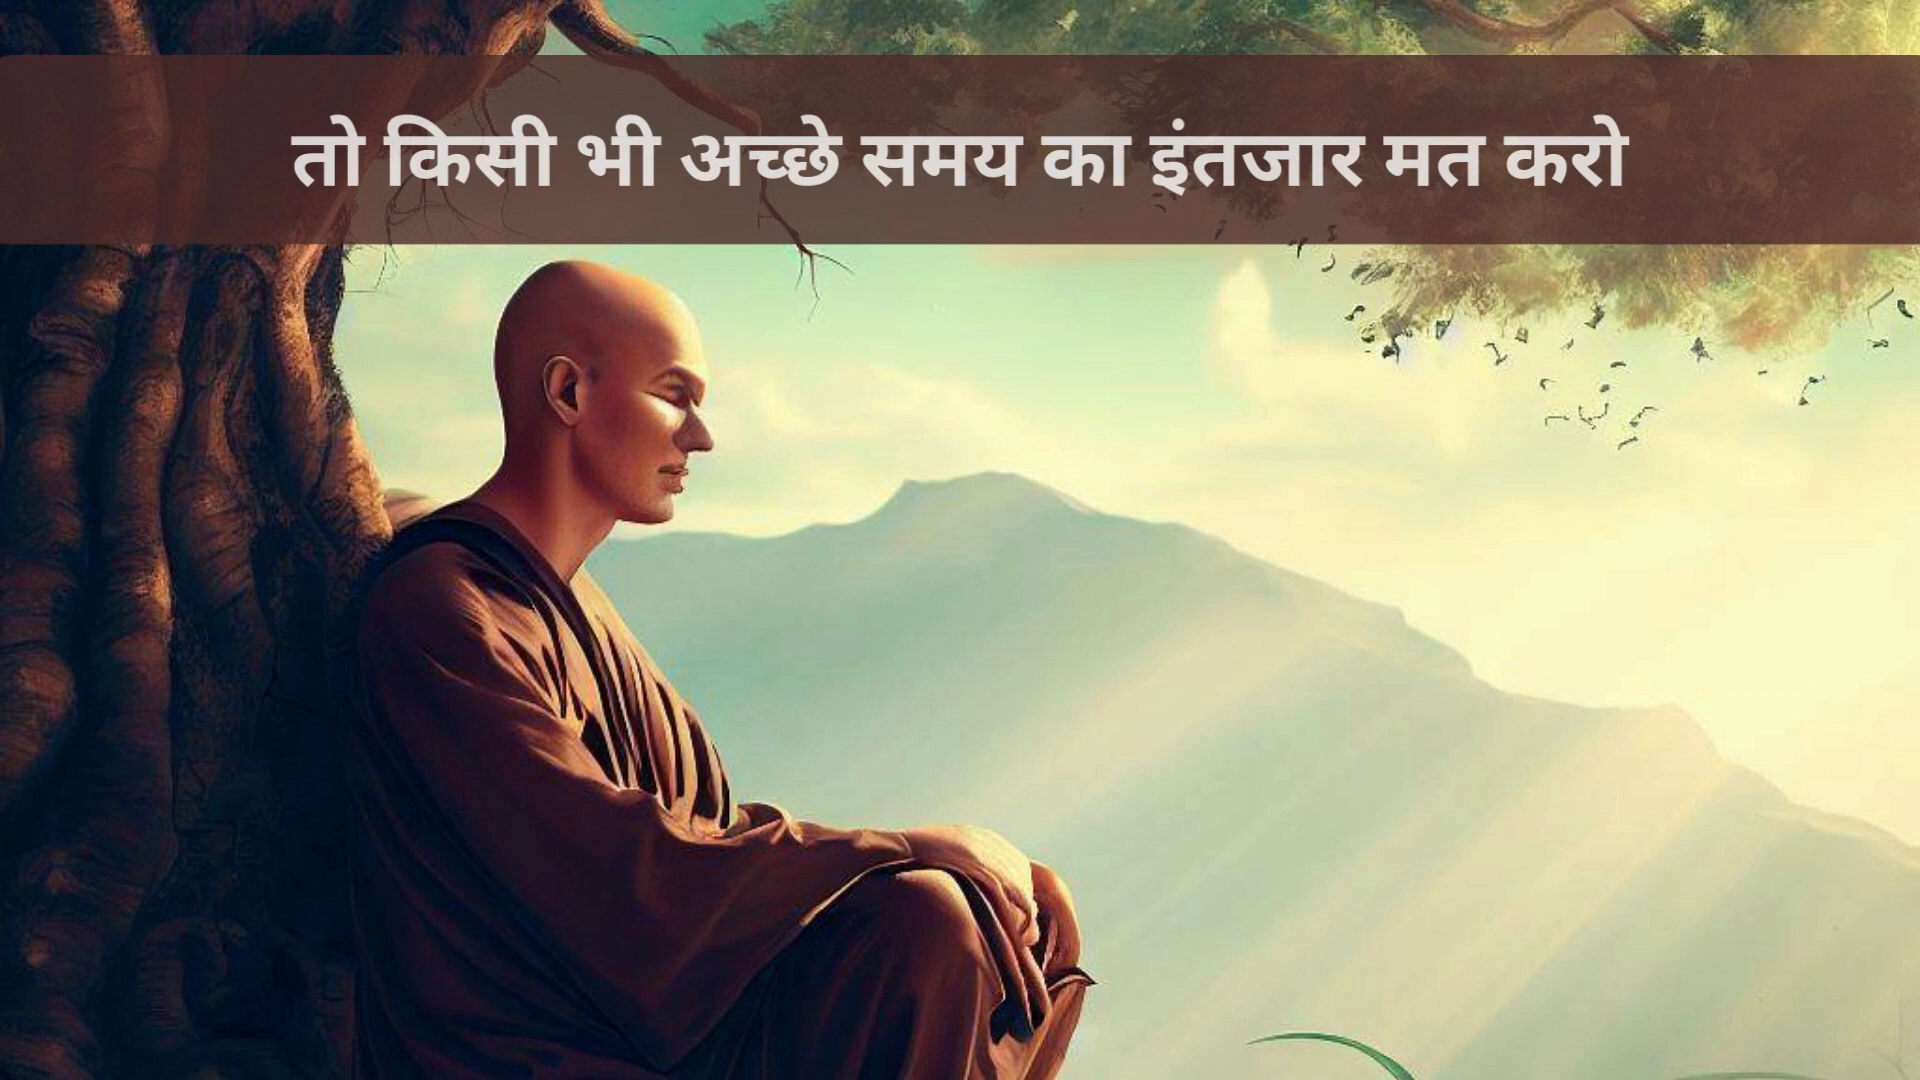 तो किसी भी अच्छे समय का इंतजार मत करो